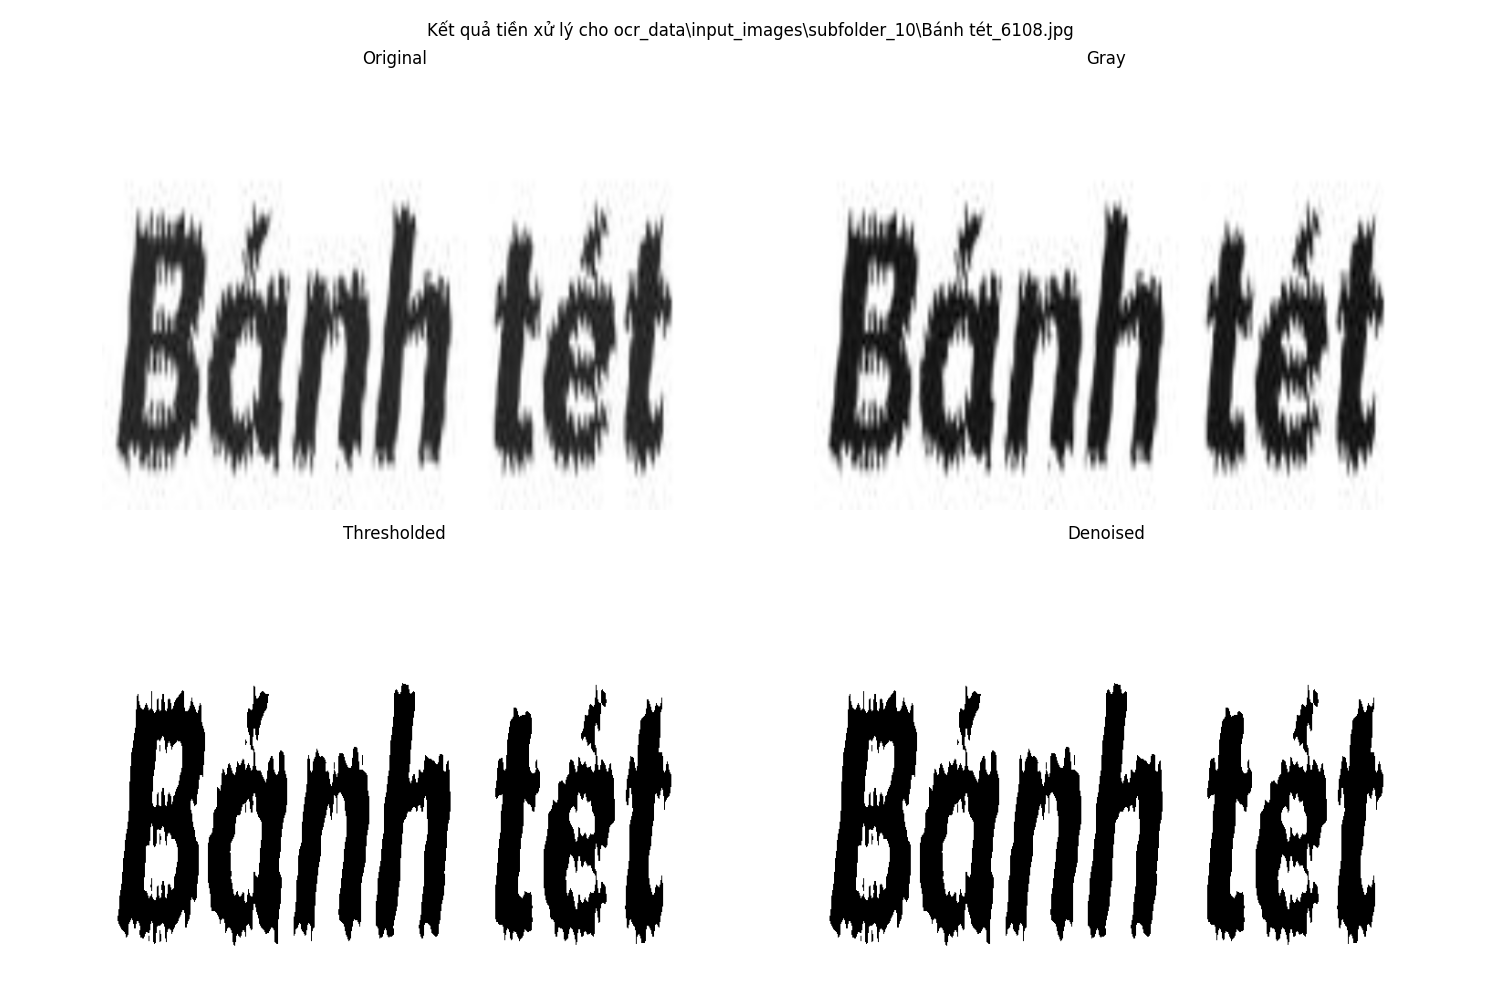 Kết quả tiền xử lý cho ocr_data\input_images\subfolder_10\Bánh tét_6108.jpg
Original
Gray
Bánh tét
Bánh tét
Thresholded
Denoised
Bánh tét
Bánh tét